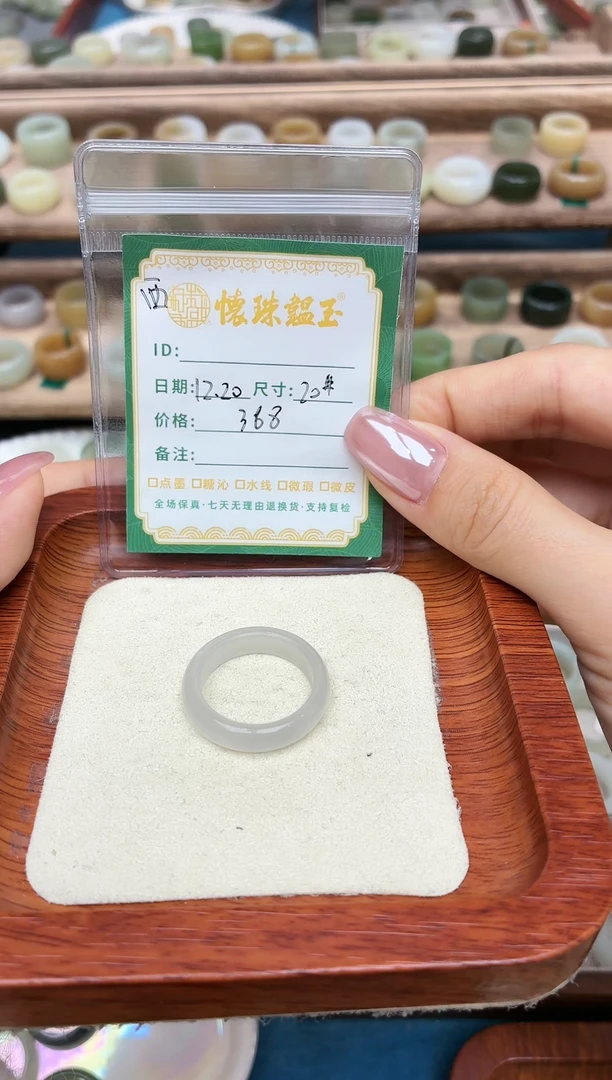 懷珠韞玉®
ID:
日期:12.20 尺寸:20#
价格: 368
备注:
□点墨 □糖沁 □水线 □微瑕 □微皮
全场保真·七天无理由退换货·支持复检